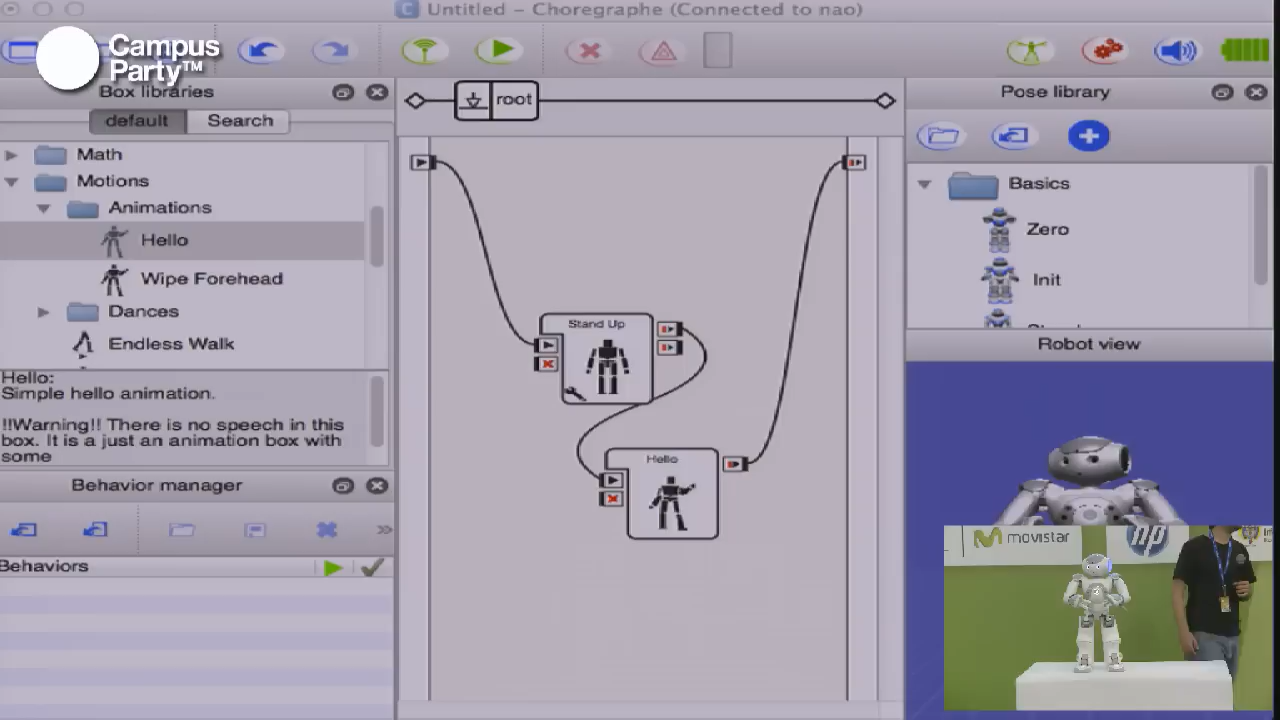 Untitled - Choregraphe (Connected to nao)
Campus
Party™
Box libraries
default
Search
root
Pose library
Math
Motions
Animations
Hello
Wipe Forehead
Dances
Endless Walk
Basics
Zero
Init
Stand Up
Hello
Robot view
Hello:
Simple hello animation.
!!Warning!! There is no speech in this
box. It is a just an animation box with
some
Behavior manager
Behaviors
movistar
hp